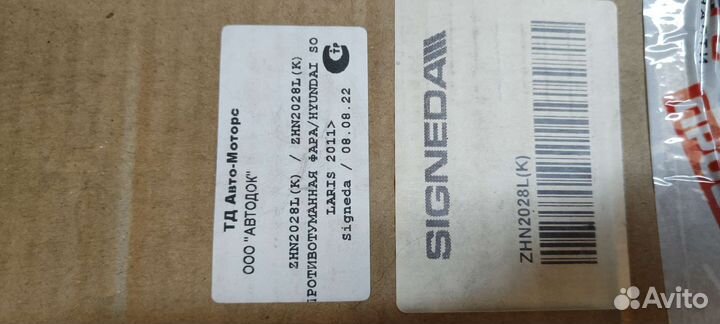 ТД Авто-Моторс
ООО "АВТОДОК"
ZHN2028L(K) / ZHN2028L(K)
ПРОТИВОТУМАННАЯ ФАРА/HYUNDAI SO
LARIS 2011>
Signeda / 08.08.22
SIGNEDA
ZHN2028L(K)
Avito